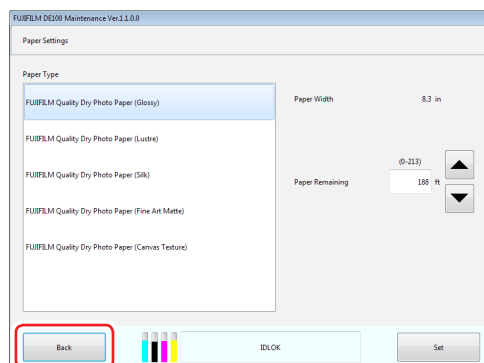 FUJIFILM DE100 Maintenance Ver.1.1.0.0
Paper Settings
Paper Type
FUJIFILM Quality Dry Photo Paper (Glossy)
FUJIFILM Quality Dry Photo Paper (Lustre)
FUJIFILM Quality Dry Photo Paper (Silk)
FUJIFILM Quality Dry Photo Paper (Fine Art Matte)
FUJIFILM Quality Dry Photo Paper (Canvas Texture)
Paper Width 8.3 in
(0-213)
Paper Remaining 188 ft
Back IDLOK Set